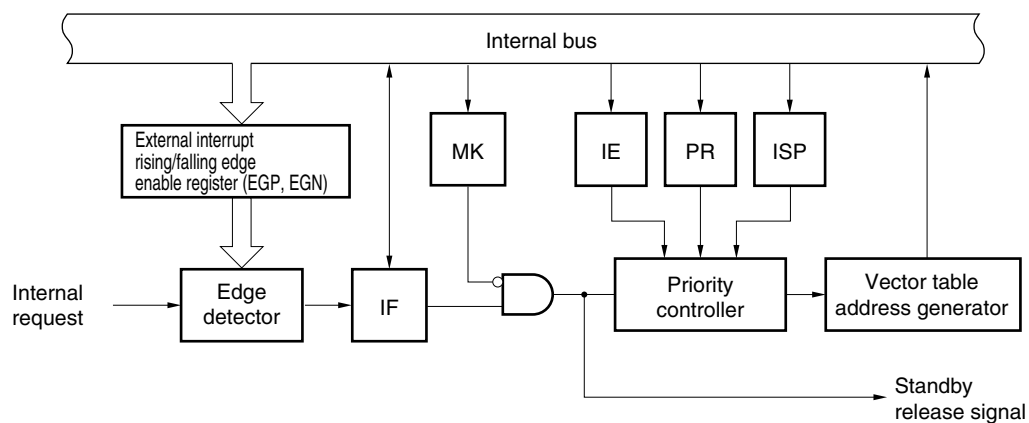 Internal bus
External interrupt
rising/falling edge
enable register (EGP, EGN)
MK
IE
PR
ISP
Internal
request
Edge
detector
IF
Priority
controller
Vector table
address generator
Standby
release signal